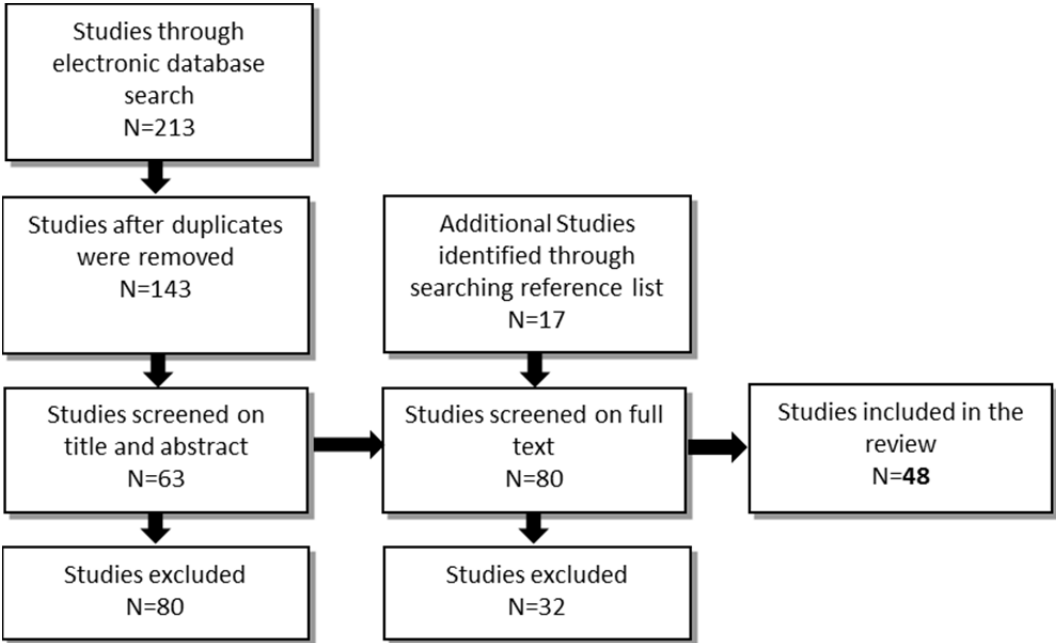 Studies through
electronic database
search
N=213
Studies after duplicates
were removed
N=143
Additional Studies
identified through
searching reference list
N=17
Studies screened on
title and abstract
N=63
Studies screened on full
text
N=80
Studies included in the
review
N=48
Studies excluded
N=80
Studies excluded
N=32